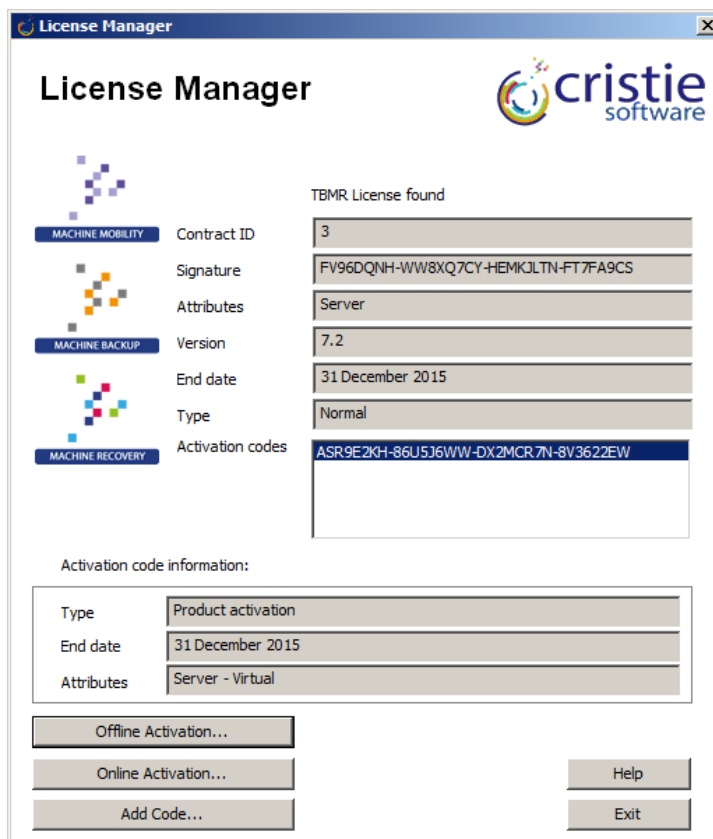 License Manager
License Manager
cristie
software
TBMR License found
MACHINE MOBILITY
Contract ID
3
Signature
FV96DQNH-WW8XQ7CY-HEMKJLTN-FT7FA9CS
Attributes
Server
MACHINE BACKUP
Version
7.2
End date
31 December 2015
Type
Normal
MACHINE RECOVERY
Activation codes
ASR9E2KH-86U5J6WW-DX2MCR7N-8V3622EW
Activation code information:
Type
Product activation
End date
31 December 2015
Attributes
Server - Virtual
Offline Activation...
Online Activation...
Help
Add Code...
Exit